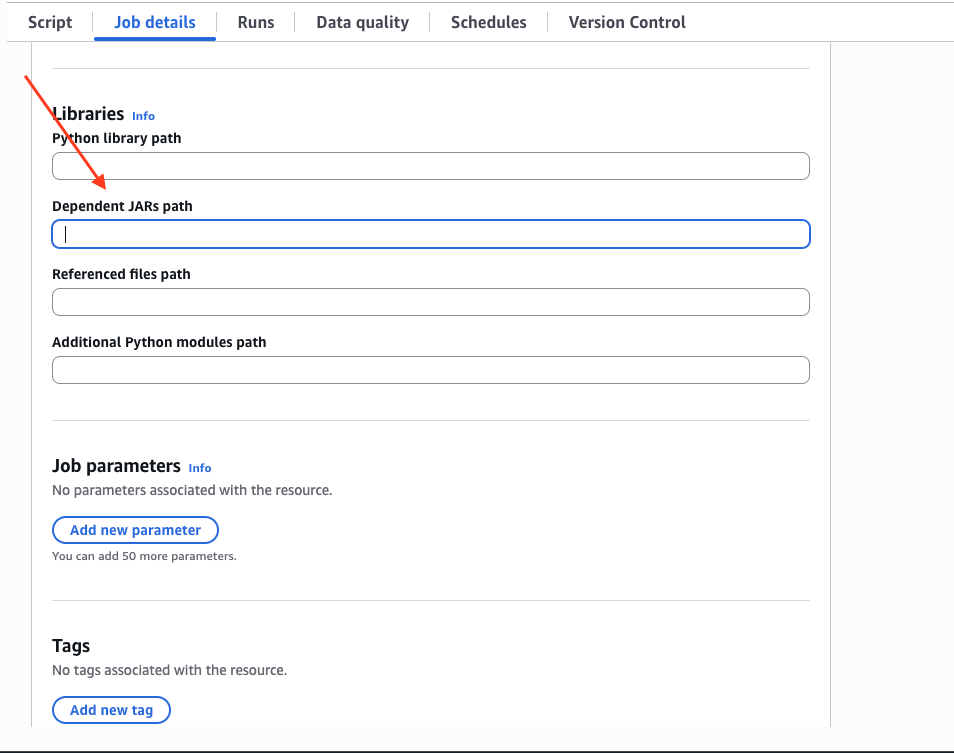 Script Job details Runs Data quality Schedules Version Control
Libraries Info
Python library path
Dependent JARs path
Referenced files path
Additional Python modules path
Job parameters Info
No parameters associated with the resource.
Add new parameter
You can add 50 more parameters.
Tags
No tags associated with the resource.
Add new tag